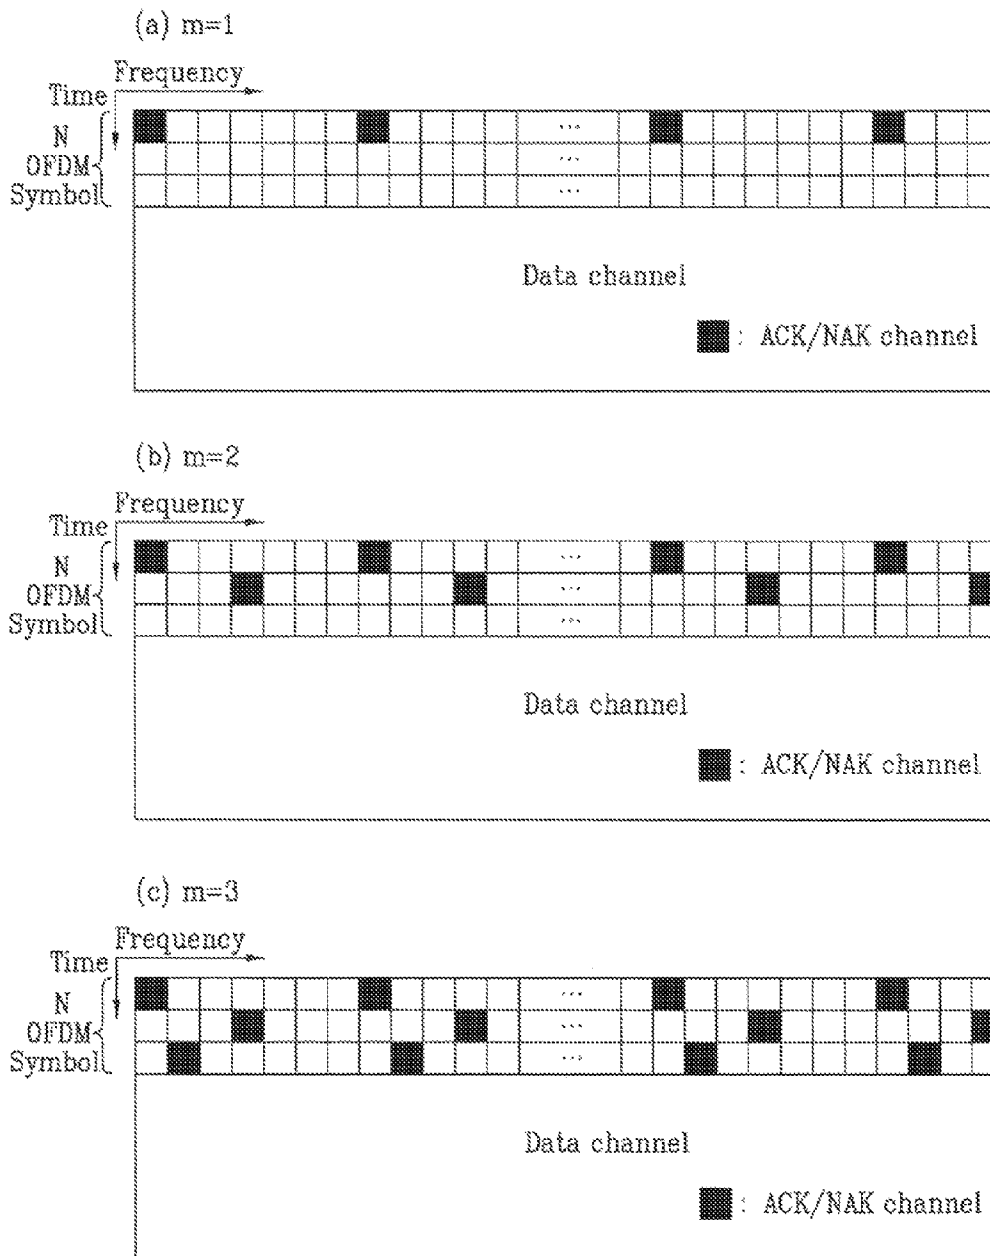 (a) m=1
Frequency
Time
N
OFDM
Symbol
...
...
...
Data channel
: ACK/NAK channel
(b) m=2
Frequency
Time
N
OFDM
Symbol
...
...
...
Data channel
: ACK/NAK channel
(c) m=3
Frequency
Time
N
OFDM
Symbol
...
...
...
Data channel
: ACK/NAK channel